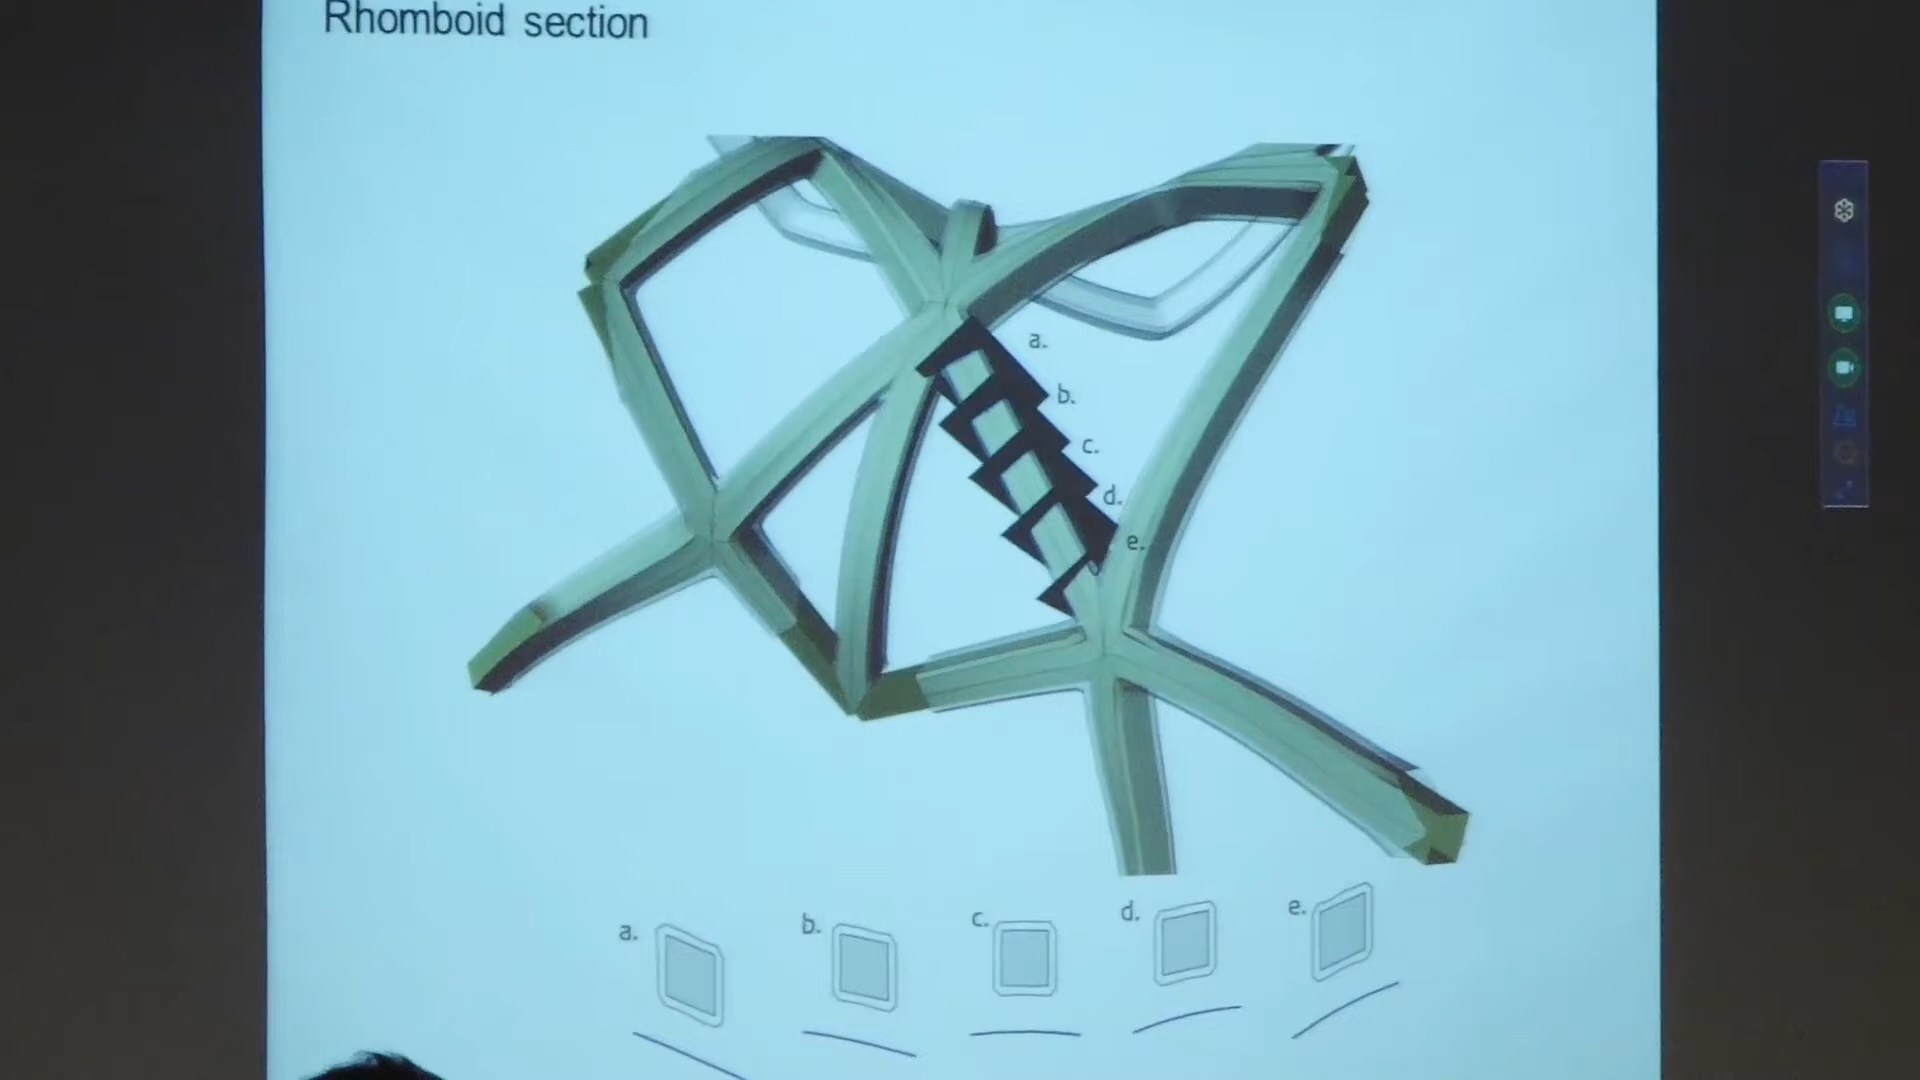 Rhomboid section
a.
b.
c.
d.
e.
a.
b.
c.
d.
e.